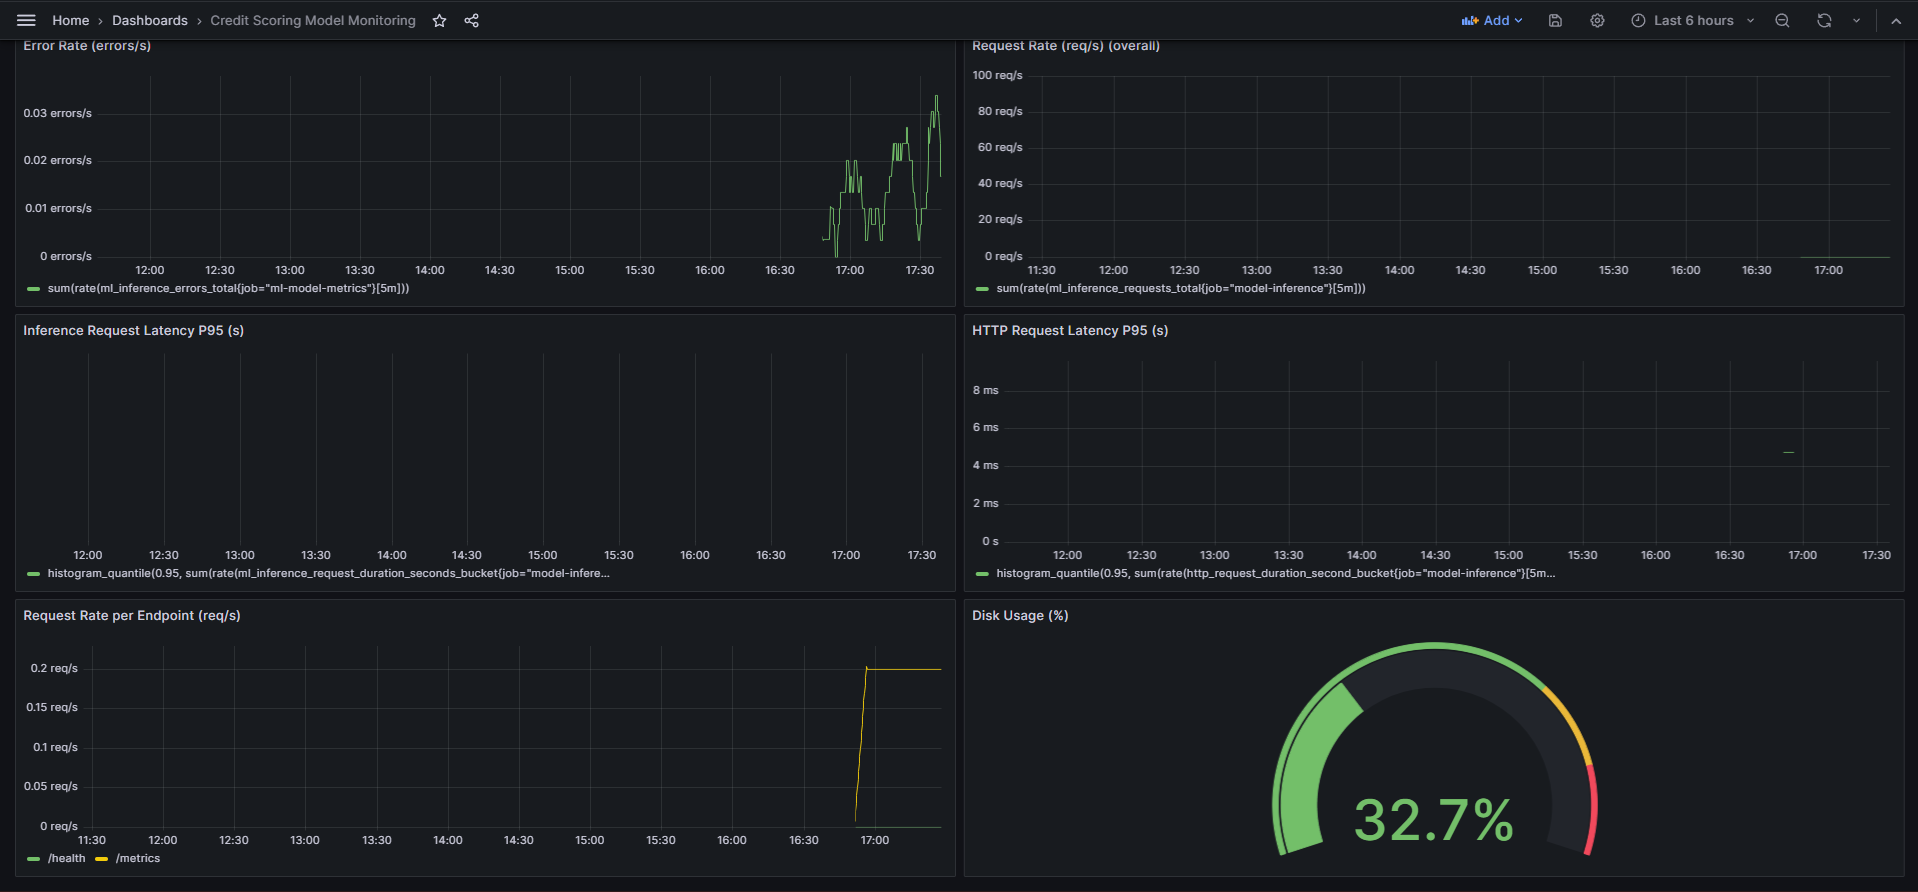 Home › Dashboards › Credit Scoring Model Monitoring
Add
Last 6 hours
Error Rate (errors/s)
0.03 errors/s
0.02 errors/s
0.01 errors/s
0 errors/s
12:00 12:30 13:00 13:30 14:00 14:30 15:00 15:30 16:00 16:30 17:00 17:30
sum(rate(ml_inference_errors_total{job="ml-model-metrics"}[5m]))
Request Rate (req/s) (overall)
100 req/s
80 req/s
60 req/s
40 req/s
20 req/s
0 req/s
11:30 12:00 12:30 13:00 13:30 14:00 14:30 15:00 15:30 16:00 16:30 17:00
sum(rate(ml_inference_requests_total{job="model-inference"}[5m]))
Inference Request Latency P95 (s)
12:00 12:30 13:00 13:30 14:00 14:30 15:00 15:30 16:00 16:30 17:00 17:30
histogram_quantile(0.95, sum(rate(ml_inference_request_duration_seconds_bucket{job="model-infere...
HTTP Request Latency P95 (s)
8 ms
6 ms
4 ms
2 ms
0 s
12:00 12:30 13:00 13:30 14:00 14:30 15:00 15:30 16:00 16:30 17:00 17:30
histogram_quantile(0.95, sum(rate(http_request_duration_second_bucket{job="model-inference"}[5m...
Request Rate per Endpoint (req/s)
0.2 req/s
0.15 req/s
0.1 req/s
0.05 req/s
0 req/s
11:30 12:00 12:30 13:00 13:30 14:00 14:30 15:00 15:30 16:00 16:30 17:00
/health /metrics
Disk Usage (%)
32.7%